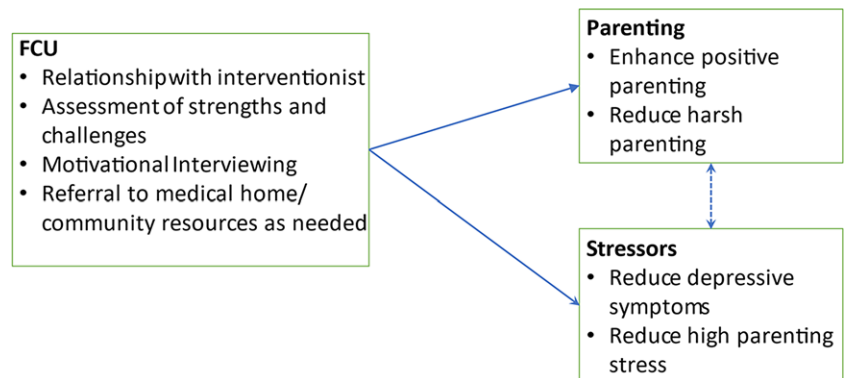 FCU
• Relationship with interventionist
• Assessment of strengths and
challenges
• Motivational Interviewing
• Referral to medical home/
community resources as needed
Parenting
• Enhance positive
parenting
• Reduce harsh
parenting
Stressors
• Reduce depressive
symptoms
• Reduce high parenting
stress